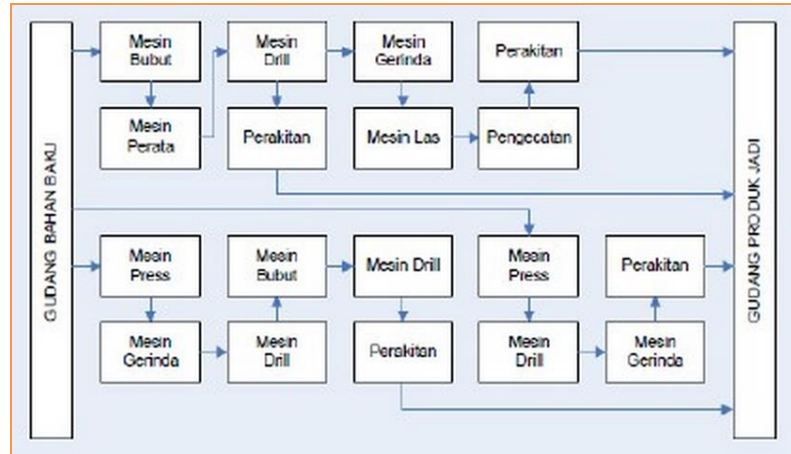 GUDANG BAHAN BAKU
Mesin
Bubut
Mesin
Drill
Mesin
Gerinda
Perakitan
Mesin
Perata
Perakitan
Mesin Las
Pengecatan
Mesin
Press
Mesin
Bubut
Mesin Drill
Mesin
Press
Perakitan
Mesin
Gerinda
Mesin
Drill
Perakitan
Mesin
Drill
Mesin
Gerinda
GUDANG PRODUK JADI